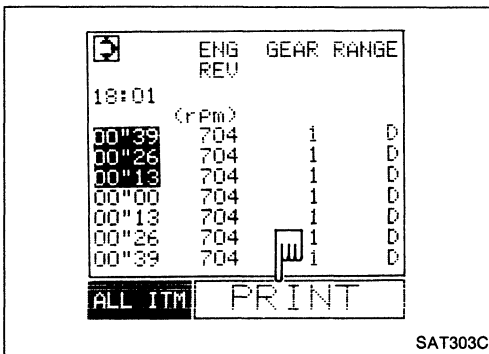 ENG GEAR RANGE
REV
18:01
(rpm)
00"39 704 1 D
00"26 704 1 D
00"13 704 1 D
00"00 704 1 D
00"13 704 1 D
00"26 704 1 D
00"39 704 1 D
ALL ITM PRINT
SAT303C